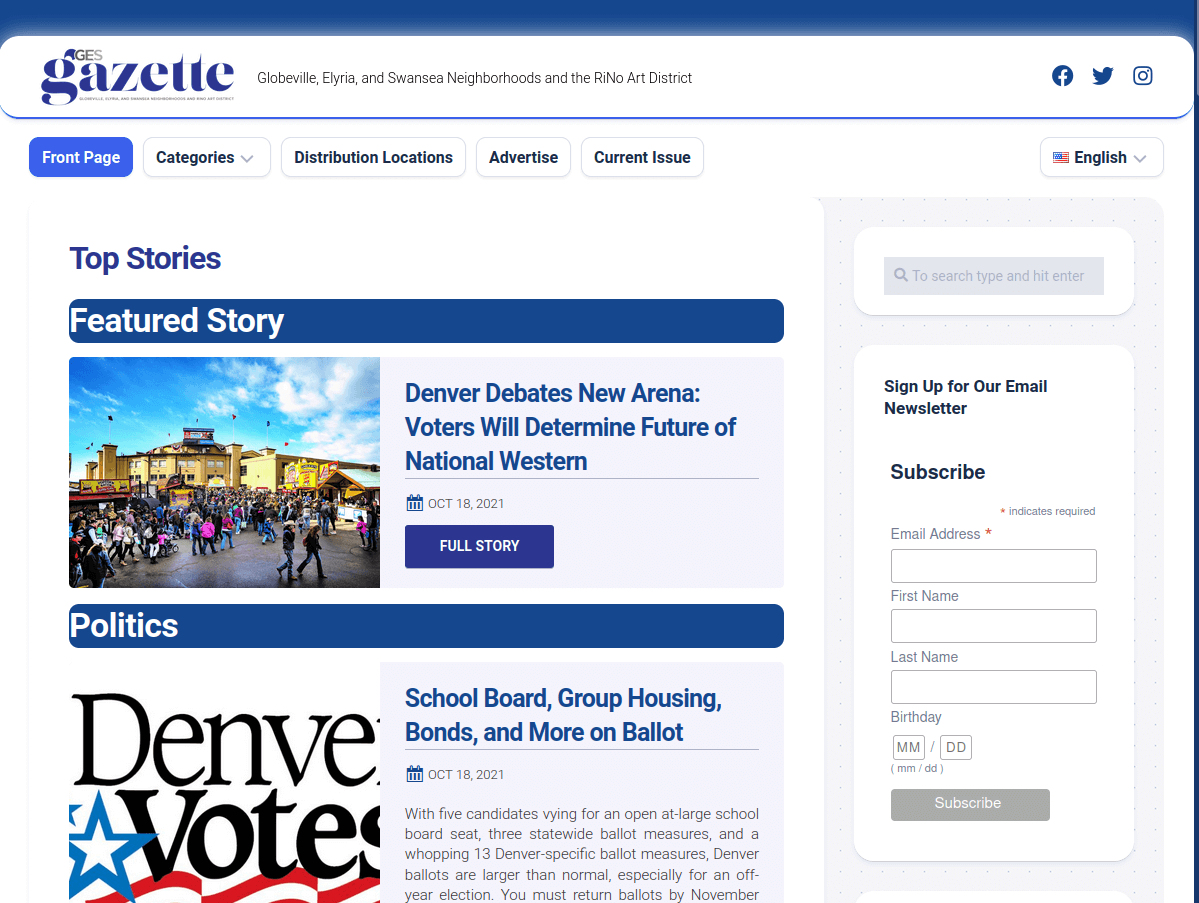 GES
gazette
GLOBEVILLE, ELYRIA, AND SWANSEA NEIGHBORHOODS AND RINO ART DISTRICT
Globeville, Elyria, and Swansea Neighborhoods and the RiNo Art District
Front Page
Categories
Distribution Locations
Advertise
Current Issue
English
Top Stories
Featured Story
Denver Debates New Arena:
Voters Will Determine Future of
National Western
OCT 18, 2021
FULL STORY
Politics
Denver
Votes
School Board, Group Housing,
Bonds, and More on Ballot
OCT 18, 2021
With five candidates vying for an open at-large school
board seat, three statewide ballot measures, and a
whopping 13 Denver-specific ballot measures, Denver
ballots are larger than normal, especially for an off-
year election. You must return ballots by November
To search type and hit enter
Sign Up for Our Email
Newsletter
Subscribe
* indicates required
Email Address *
First Name
Last Name
Birthday
MM / DD
( mm / dd )
Subscribe